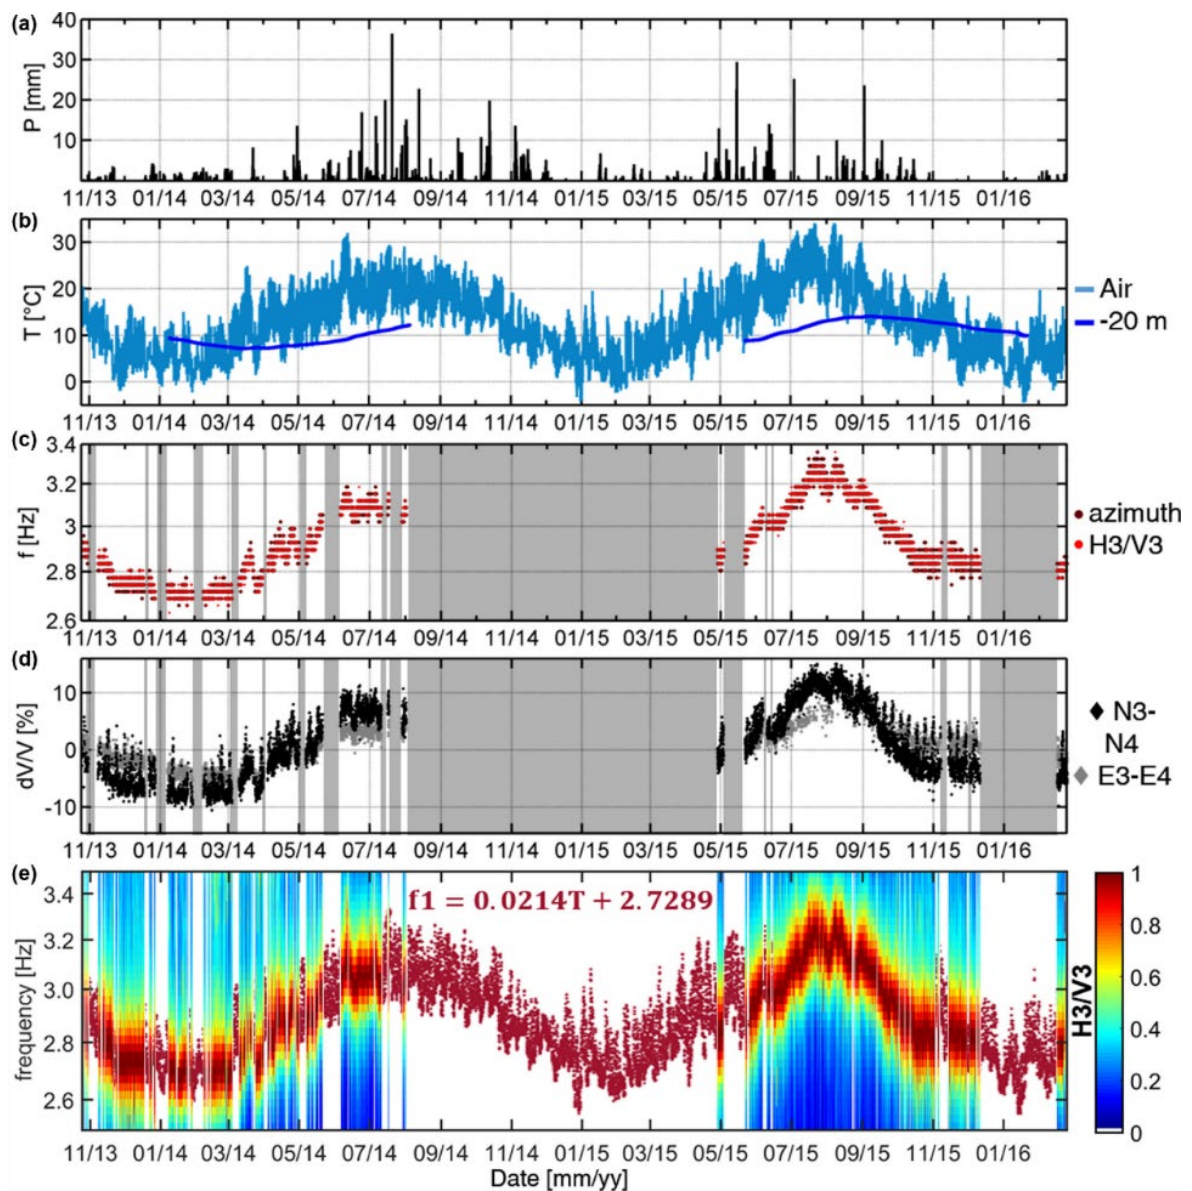 (a)
40
30
20
10
P [mm]
11/13 01/14 03/14 05/14 07/14 09/14 11/14 01/15 03/15 05/15 07/15 09/15 11/15 01/16
(b)
30
20
10
0
T [°C]
Air
-20 m
11/13 01/14 03/14 05/14 07/14 09/14 11/14 01/15 03/15 05/15 07/15 09/15 11/15 01/16
(c)
3.4
3.2
3
2.8
2.6
f [Hz]
azimuth
H3/V3
11/13 01/14 03/14 05/14 07/14 09/14 11/14 01/15 03/15 05/15 07/15 09/15 11/15 01/16
(d)
10
0
-10
dV/V [%]
N3-
N4
E3-E4
11/13 01/14 03/14 05/14 07/14 09/14 11/14 01/15 03/15 05/15 07/15 09/15 11/15 01/16
(e)
f1 = 0.0214T + 2.7289
3.4
3.2
3.0
2.8
2.6
frequency [Hz]
1
0.8
0.6
0.4
0.2
0
H3/V3
11/13 01/14 03/14 05/14 07/14 09/14 11/14 01/15 03/15 05/15 07/15 09/15 11/15 01/16
Date [mm/yy]